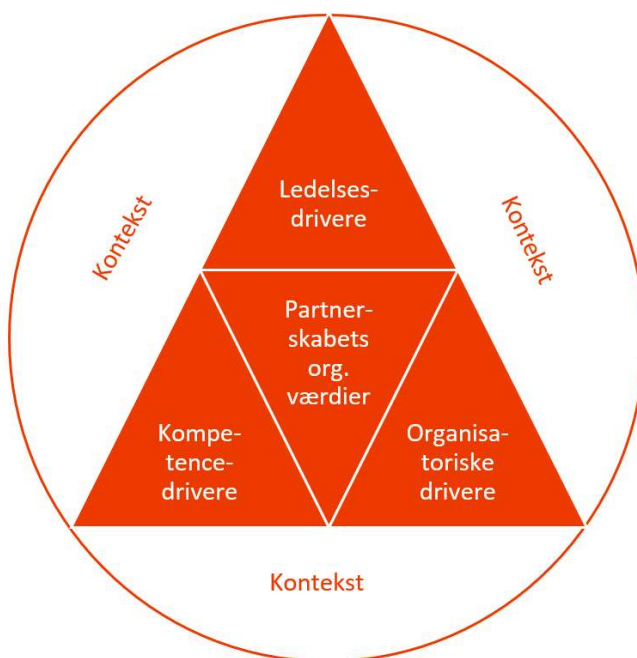 Ledelses-
drivere
Kontekst
Kontekst
Partner-
skabets
org.
værdier
Kompe-
tence-
drivere
Organisa-
toriske
drivere
Kontekst